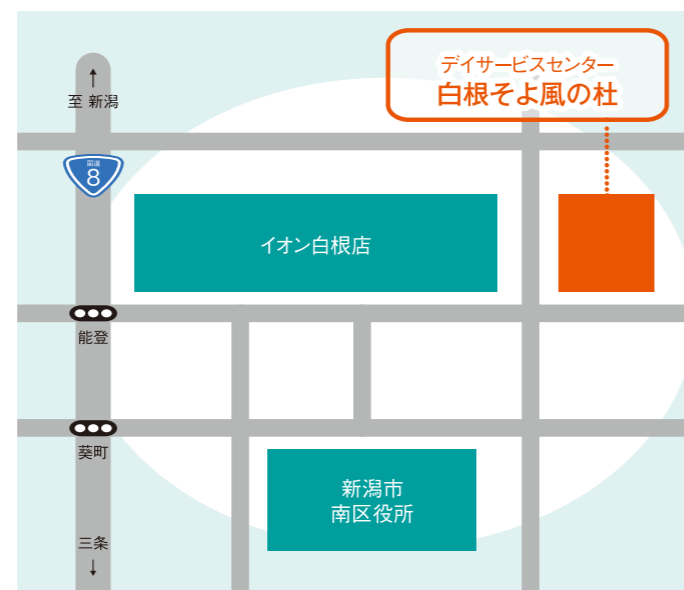 デイサービスセンター
白根そよ風の杜
↑
至 新潟
国道
8
イオン白根店
能登
葵町
新潟市
南区役所
三条
↓